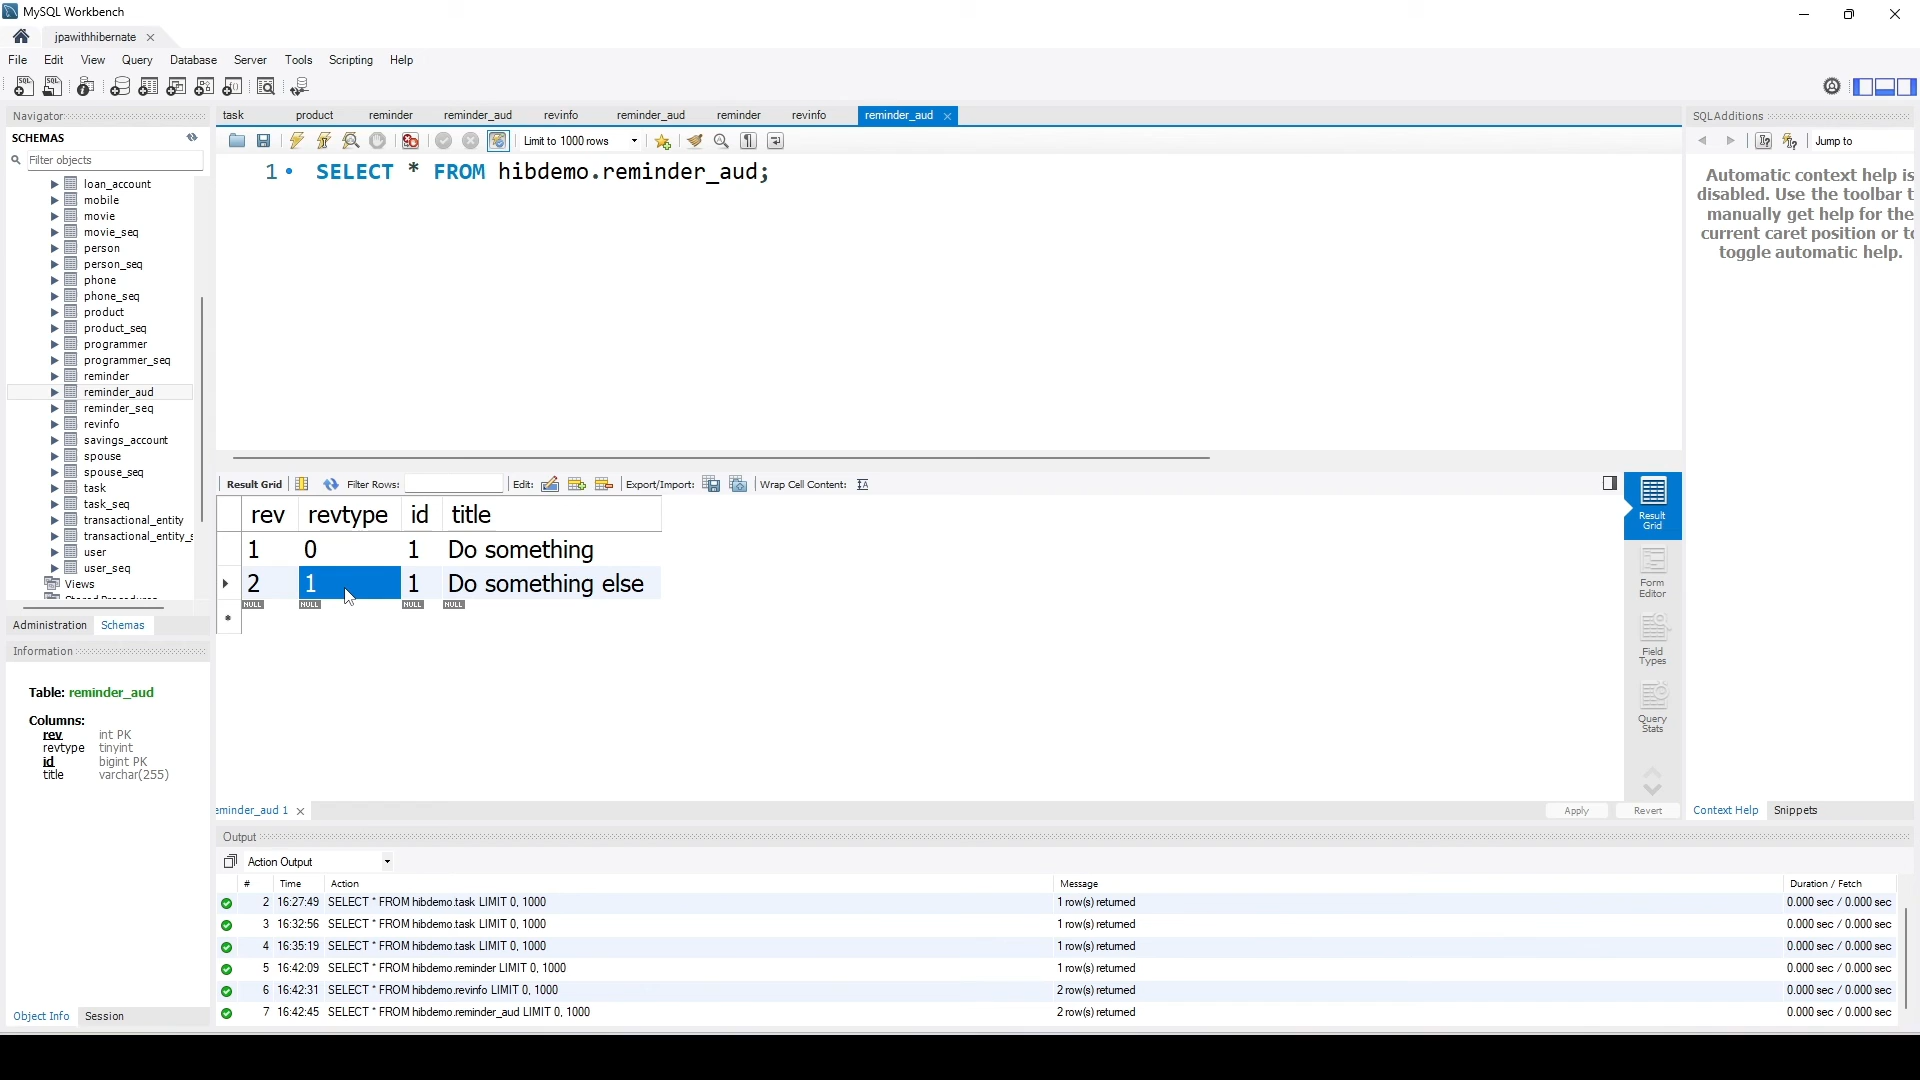 MySQL Workbench
jpawithhibernate
File Edit View Query Database Server Tools Scripting Help
Navigator
SCHEMAS
Filter objects
loan_account
mobile
movie
movie_seq
person
person_seq
phone
phone_seq
product
product_seq
programmer
programmer_seq
reminder
reminder_aud
reminder_seq
revinfo
savings_account
spouse
spouse_seq
task
task_seq
transactional_entity
transactional_entity_s
user
user_seq
Views
Administration Schemas
Information
Table: reminder_aud
Columns:
rev int PK
revtype tinyint
id bigint PK
title varchar(255)
Object Info Session
task product reminder reminder_aud revinfo reminder_aud reminder revinfo reminder_aud
Limit to 1000 rows
1 SELECT * FROM hibdemo.reminder_aud;
Result Grid Filter Rows: Edit: Export/Import: Wrap Cell Content:
rev revtype id title
1 0 1 Do something
2 1 1 Do something else
NULL NULL NULL NULL
Result
Grid
Form
Editor
Field
Types
Query
Stats
eminder_aud 1
Apply Revert
Output
Action Output
# Time Action Message Duration / Fetch
2 16:27:49 SELECT * FROM hibdemo.task LIMIT 0, 1000 1 row(s) returned 0.000 sec / 0.000 sec
3 16:32:56 SELECT * FROM hibdemo.task LIMIT 0, 1000 1 row(s) returned 0.000 sec / 0.000 sec
4 16:35:19 SELECT * FROM hibdemo.task LIMIT 0, 1000 1 row(s) returned 0.000 sec / 0.000 sec
5 16:42:09 SELECT * FROM hibdemo.reminder LIMIT 0, 1000 1 row(s) returned 0.000 sec / 0.000 sec
6 16:42:31 SELECT * FROM hibdemo.revinfo LIMIT 0, 1000 2 row(s) returned 0.000 sec / 0.000 sec
7 16:42:45 SELECT * FROM hibdemo.reminder_aud LIMIT 0, 1000 2 row(s) returned 0.000 sec / 0.000 sec
SQLAdditions
Jump to
Automatic context help is
disabled. Use the toolbar t
manually get help for the
current caret position or to
toggle automatic help.
Context Help Snippets